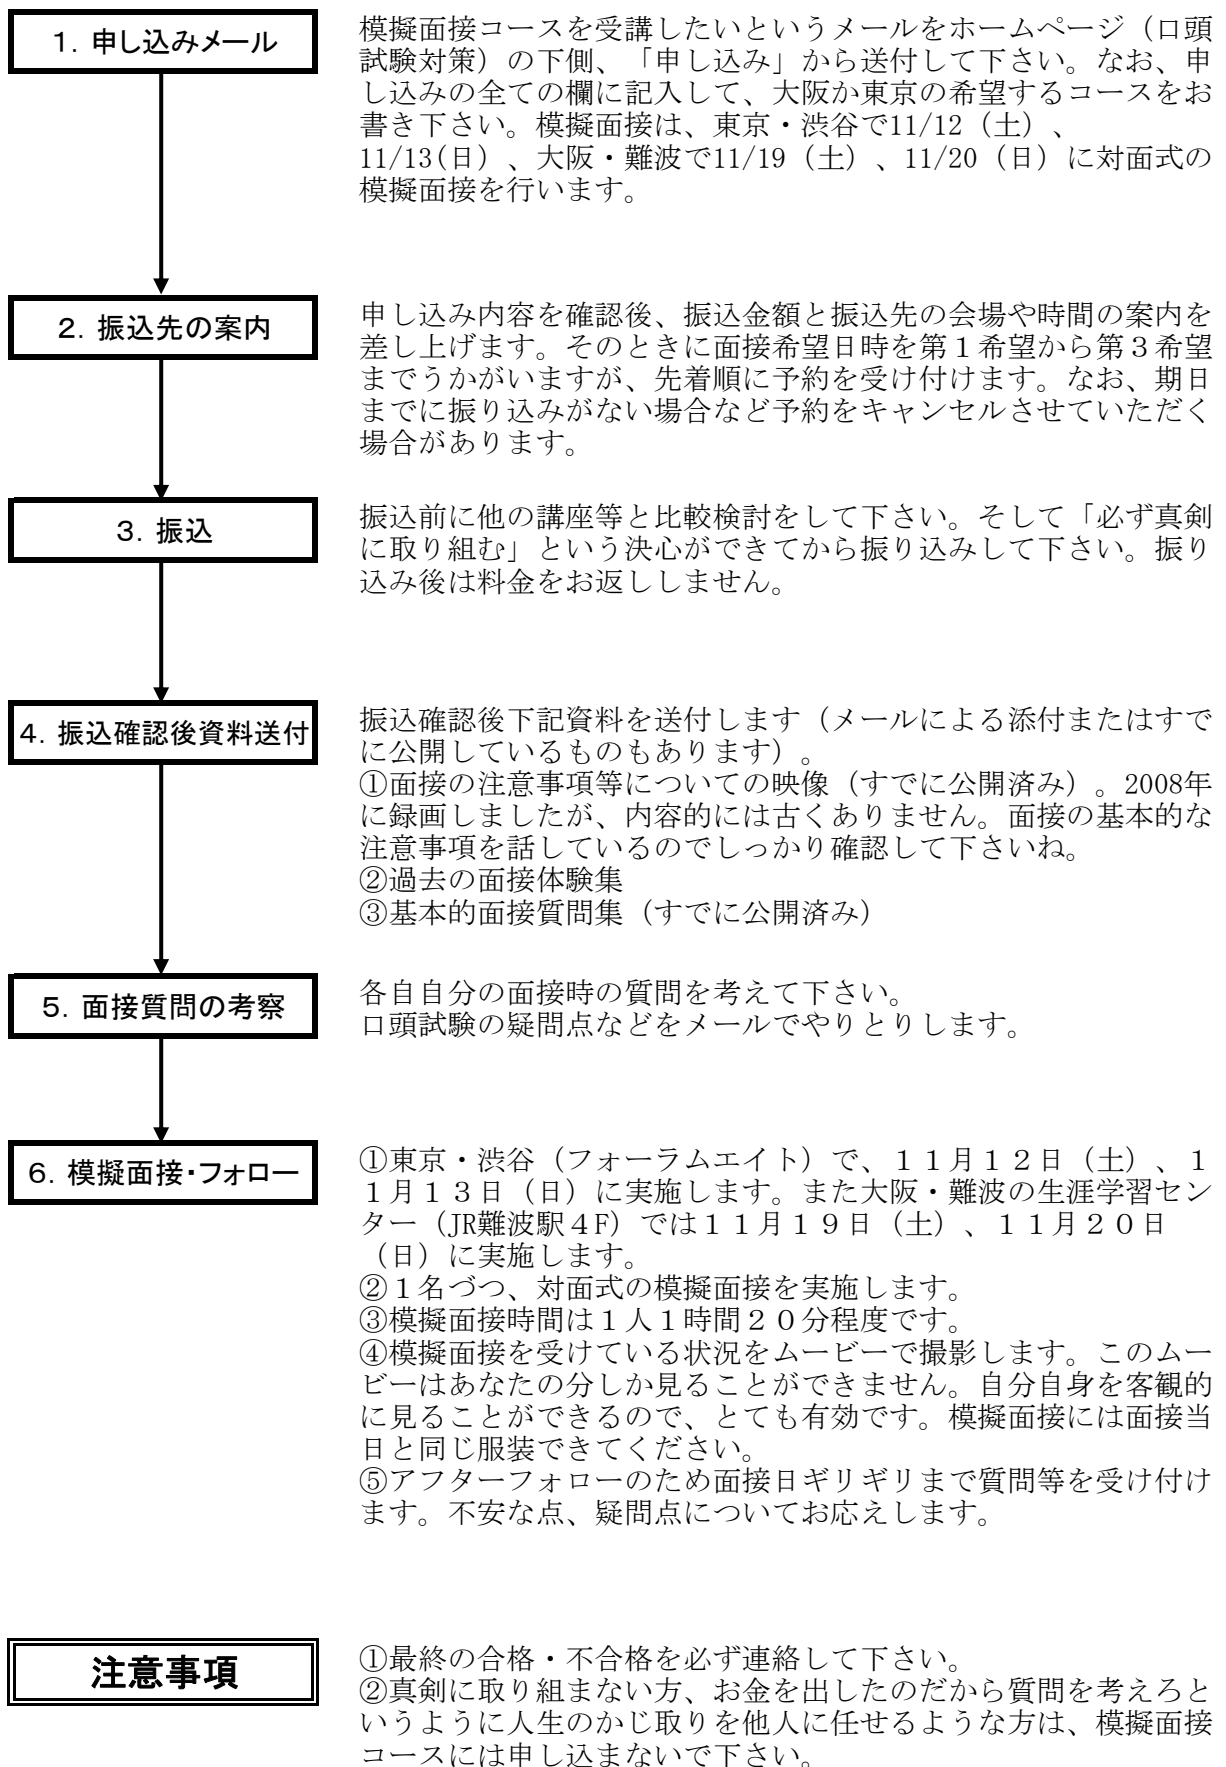 １．申し込みメール
模擬面接コースを受講したいというメールをホームページ（口頭
試験対策）の下側、「申し込み」から送付して下さい。なお、申
し込みの全ての欄に記入して、大阪か東京の希望するコースをお
書き下さい。模擬面接は、東京・渋谷で11/12（土）、
11/13(日）、大阪・難波で11/19（土）、11/20（日）に対面式の
模擬面接を行います。
２．振込先の案内
申し込み内容を確認後、振込金額と振込先の会場や時間の案内を
差し上げます。そのときに面接希望日時を第１希望から第３希望
までうかがいますが、先着順に予約を受け付けます。なお、期日
までに振り込みがない場合など予約をキャンセルさせていただく
場合があります。
３．振込
振込前に他の講座等と比較検討をして下さい。そして「必ず真剣
に取り組む」という決心ができてから振り込みして下さい。振り
込み後は料金をお返ししません。
４．振込確認後資料送付
振込確認後下記資料を送付します（メールによる添付またはすで
に公開しているものもあります）。
①面接の注意事項等についての映像（すでに公開済み）。2008年
に録画しましたが、内容的には古くありません。面接の基本的な
注意事項を話しているのでしっかり確認して下さいね。
②過去の面接体験集
③基本的面接質問集（すでに公開済み）
５．面接質問の考察
各自自分の面接時の質問を考えて下さい。
口頭試験の疑問点などをメールでやりとりします。
６．模擬面接・フォロー
①東京・渋谷（フォーラムエイト）で、１１月１２日（土）、１
１月１３日（日）に実施します。また大阪・難波の生涯学習セン
ター（JR難波駅４F）では１１月１９日（土）、１１月２０日
（日）に実施します。
②１名づつ、対面式の模擬面接を実施します。
③模擬面接時間は１人１時間２０分程度です。
④模擬面接を受けている状況をムービーで撮影します。このムー
ビーはあなたの分しか見ることができません。自分自身を客観的
に見ることができるので、とても有効です。模擬面接には面接当
日と同じ服装できてください。
⑤アフターフォローのため面接日ギリギリまで質問等を受け付け
ます。不安な点、疑問点についてお応えします。
注意事項
①最終の合格・不合格を必ず連絡して下さい。
②真剣に取り組まない方、お金を出したのだから質問を考えろと
いうように人生のかじ取りを他人に任せるような方は、模擬面接
コースには申し込まないで下さい。